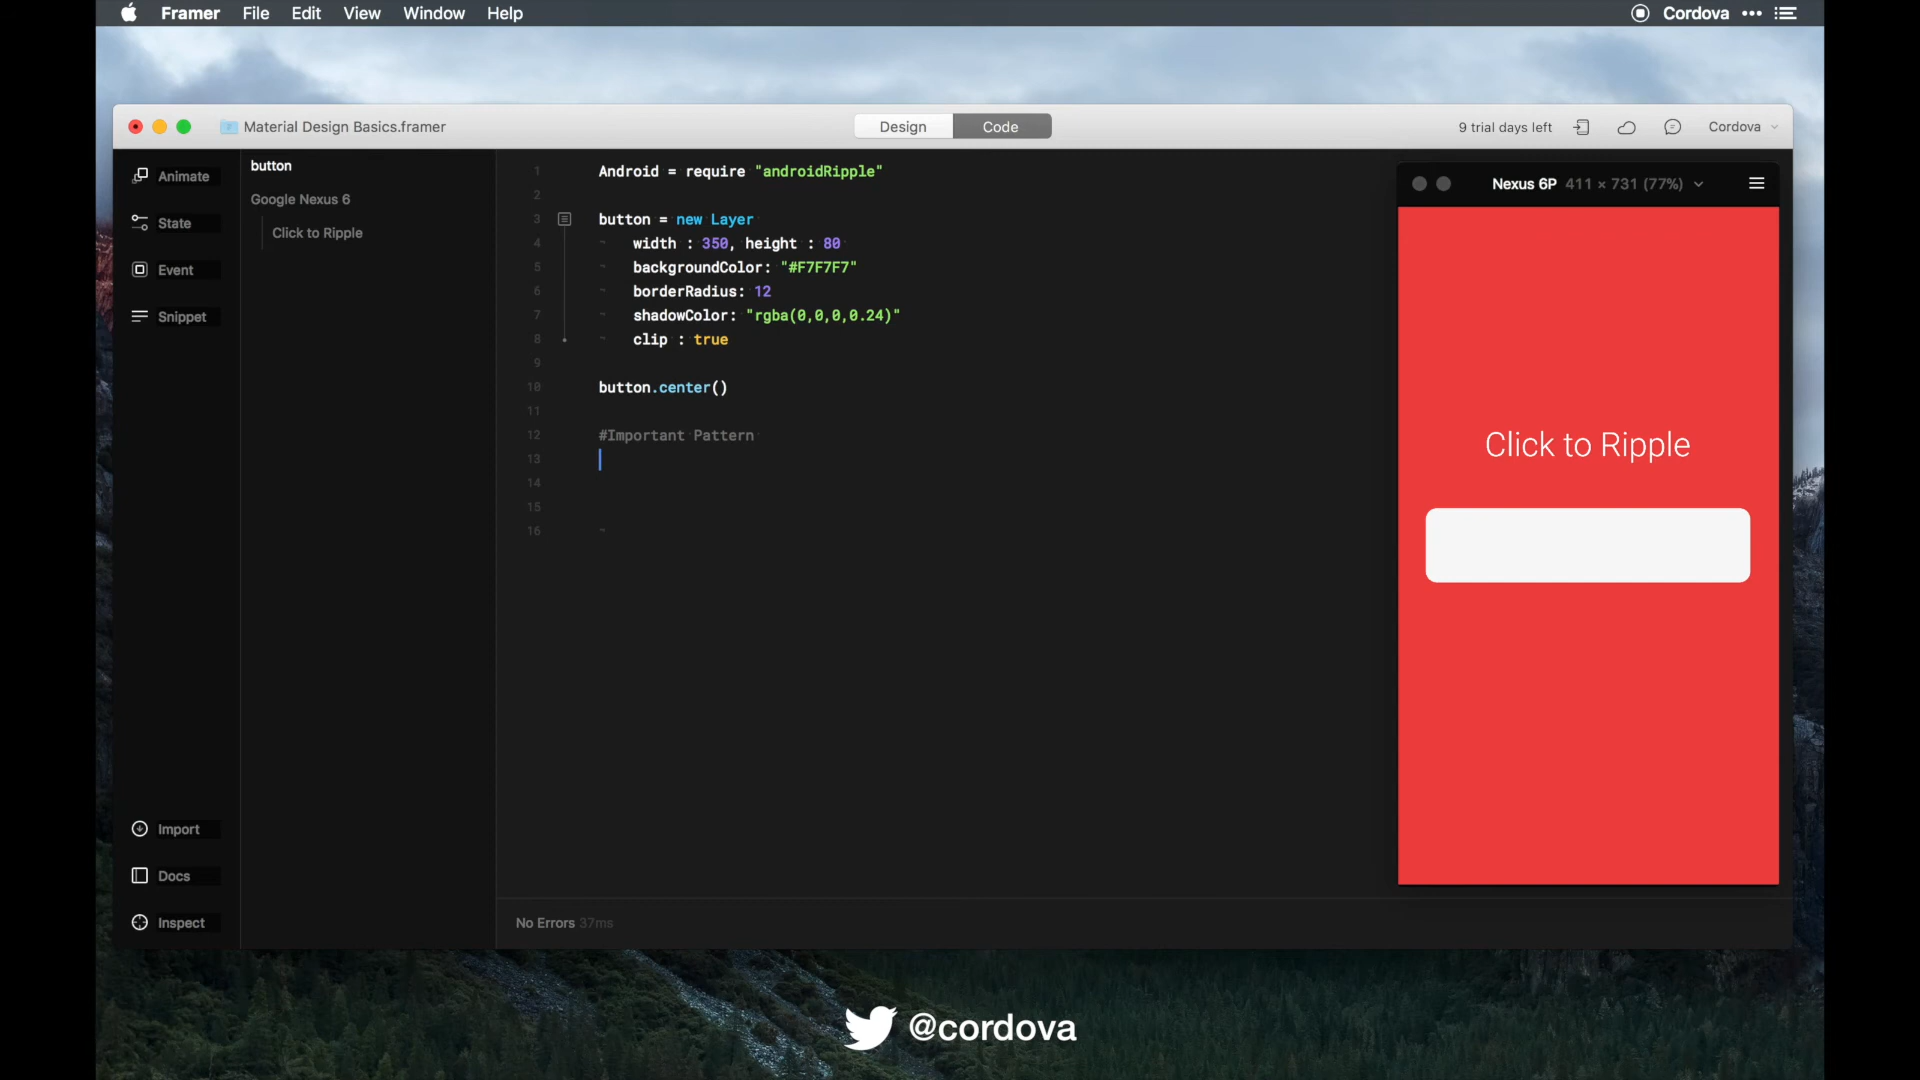 Framer File Edit View Window Help Cordova
Material Design Basics.framer Design Code 9 trial days left Cordova
Animate
State
Event
Snippet
Import
Docs
Inspect
button
Google Nexus 6
Click to Ripple
1 Android = require "androidRipple"
2
3 button = new Layer
4 width : 350, height : 80
5 backgroundColor: "#F7F7F7"
6 borderRadius: 12
7 shadowColor: "rgba(0,0,0,0.24)"
8 clip : true
9
10 button.center()
11
12 #Important Pattern
13
14
15
16
No Errors 37ms
Nexus 6P 411 × 731 (77%)
Click to Ripple
@cordova